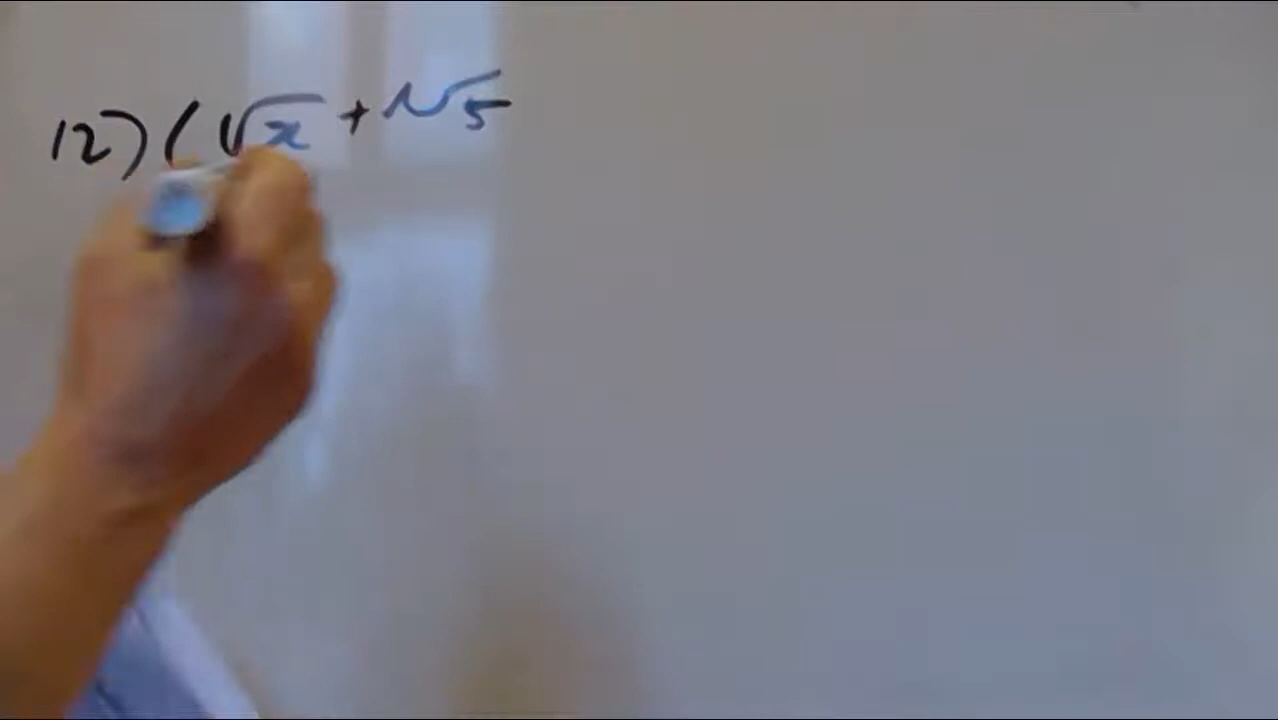 12) (√x + √5